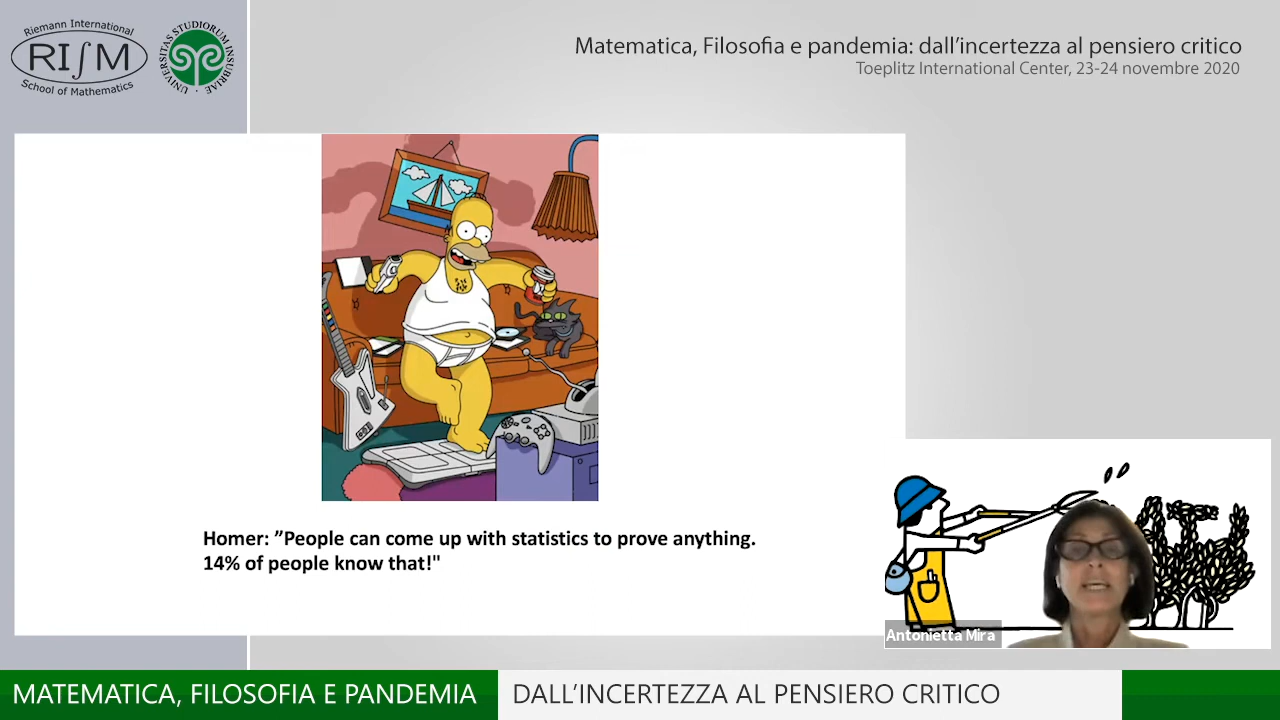 Riemann International
RI∫M
School of Mathematics
UNIVERSITAS STUDIORUM INSUBRIAE
Matematica, Filosofia e pandemia: dall'incertezza al pensiero critico
Toeplitz International Center, 23-24 novembre 2020
Homer: ”People can come up with statistics to prove anything.
14% of people know that!"
Antonietta Mira
MATEMATICA, FILOSOFIA E PANDEMIA
DALL'INCERTEZZA AL PENSIERO CRITICO